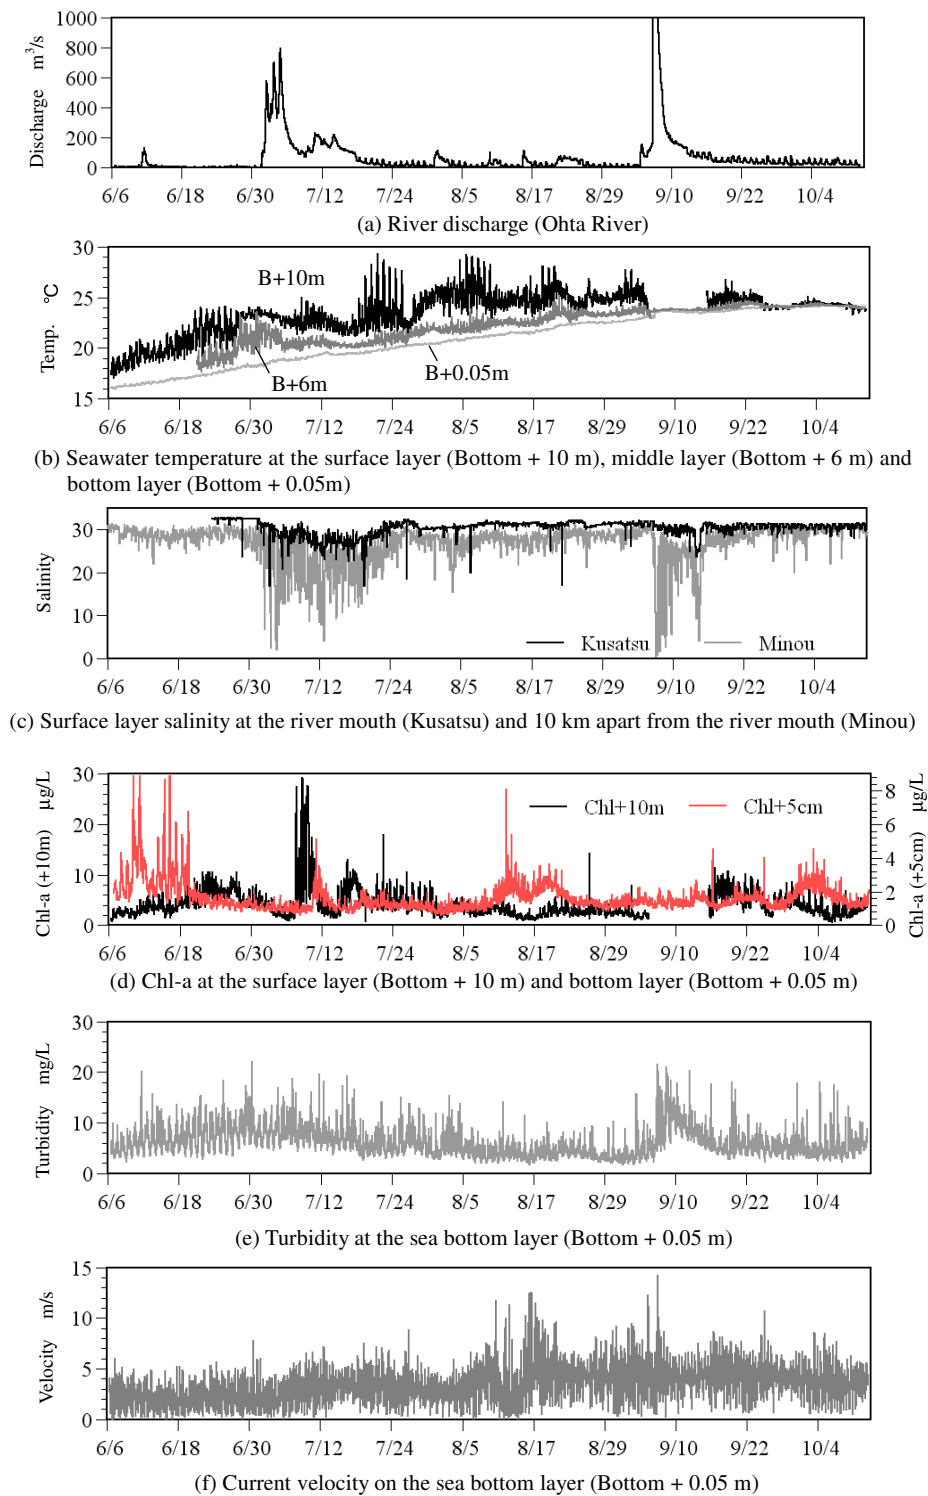 1000
800
600
400
200
0
Discharge m³/s
6/6 6/18 6/30 7/12 7/24 8/5 8/17 8/29 9/10 9/22 10/4
(a) River discharge (Ohta River)
30
25
20
15
Temp. ℃
B+10m
B+6m
B+0.05m
6/6 6/18 6/30 7/12 7/24 8/5 8/17 8/29 9/10 9/22 10/4
(b) Seawater temperature at the surface layer (Bottom + 10 m), middle layer (Bottom + 6 m) and
bottom layer (Bottom + 0.05m)
30
20
10
0
Salinity
Kusatsu Minou
6/6 6/18 6/30 7/12 7/24 8/5 8/17 8/29 9/10 9/22 10/4
(c) Surface layer salinity at the river mouth (Kusatsu) and 10 km apart from the river mouth (Minou)
30
20
10
0
Chl-a (+10m) µg/L
Chl+10m Chl+5cm
8
6
4
2
0
Chl-a (+5cm) µg/L
6/6 6/18 6/30 7/12 7/24 8/5 8/17 8/29 9/10 9/22 10/4
(d) Chl-a at the surface layer (Bottom + 10 m) and bottom layer (Bottom + 0.05 m)
30
20
10
0
Turbidity mg/L
6/6 6/18 6/30 7/12 7/24 8/5 8/17 8/29 9/10 9/22 10/4
(e) Turbidity at the sea bottom layer (Bottom + 0.05 m)
15
10
5
0
Velocity m/s
6/6 6/18 6/30 7/12 7/24 8/5 8/17 8/29 9/10 9/22 10/4
(f) Current velocity on the sea bottom layer (Bottom + 0.05 m)